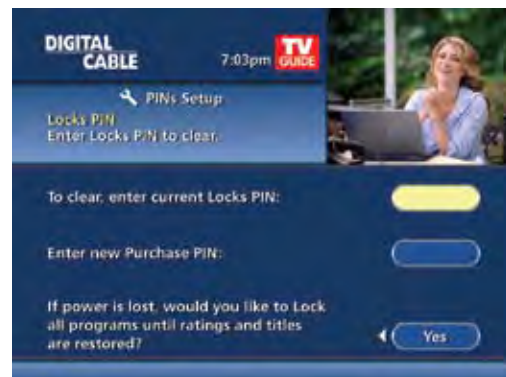 DIGITAL
CABLE
7:03pm
TV
GUIDE
PINs Setup
Locks PIN
Enter Locks PIN to clear.
To clear, enter current Locks PIN:
Enter new Purchase PIN:
If power is lost, would you like to Lock
all programs until ratings and titles
are restored?
Yes